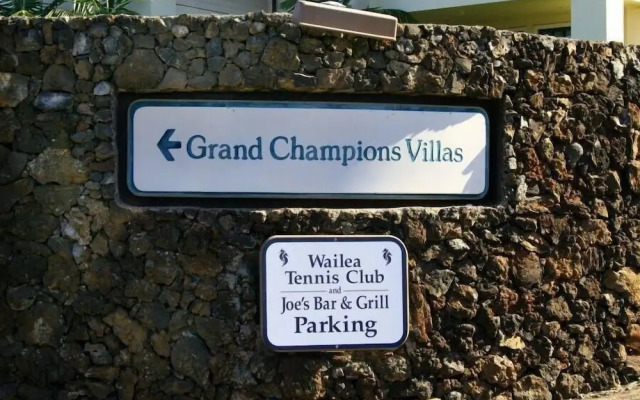 Grand Champions Villas
Wailea
Tennis Club
and
Joe's Bar & Grill
Parking